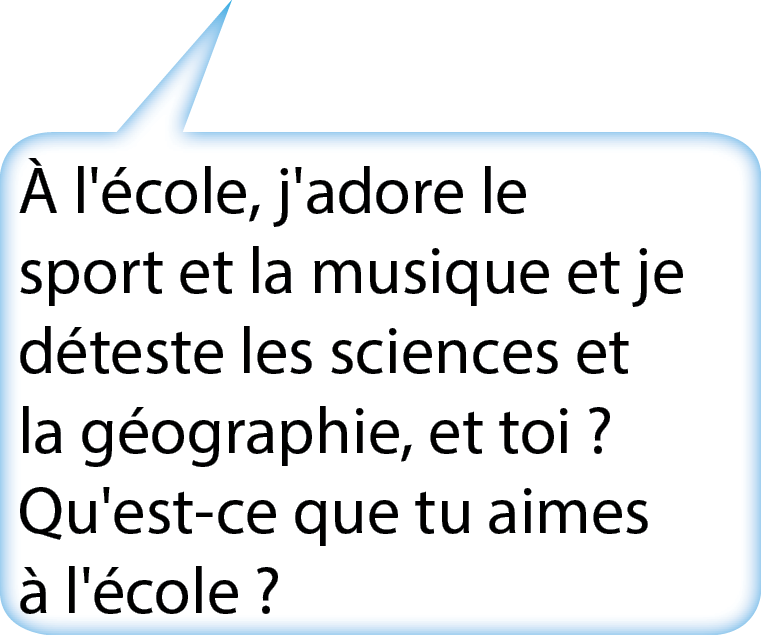 À l'école, j'adore le
sport et la musique et je
déteste les sciences et
la géographie, et toi ?
Qu'est-ce que tu aimes
à l'école ?